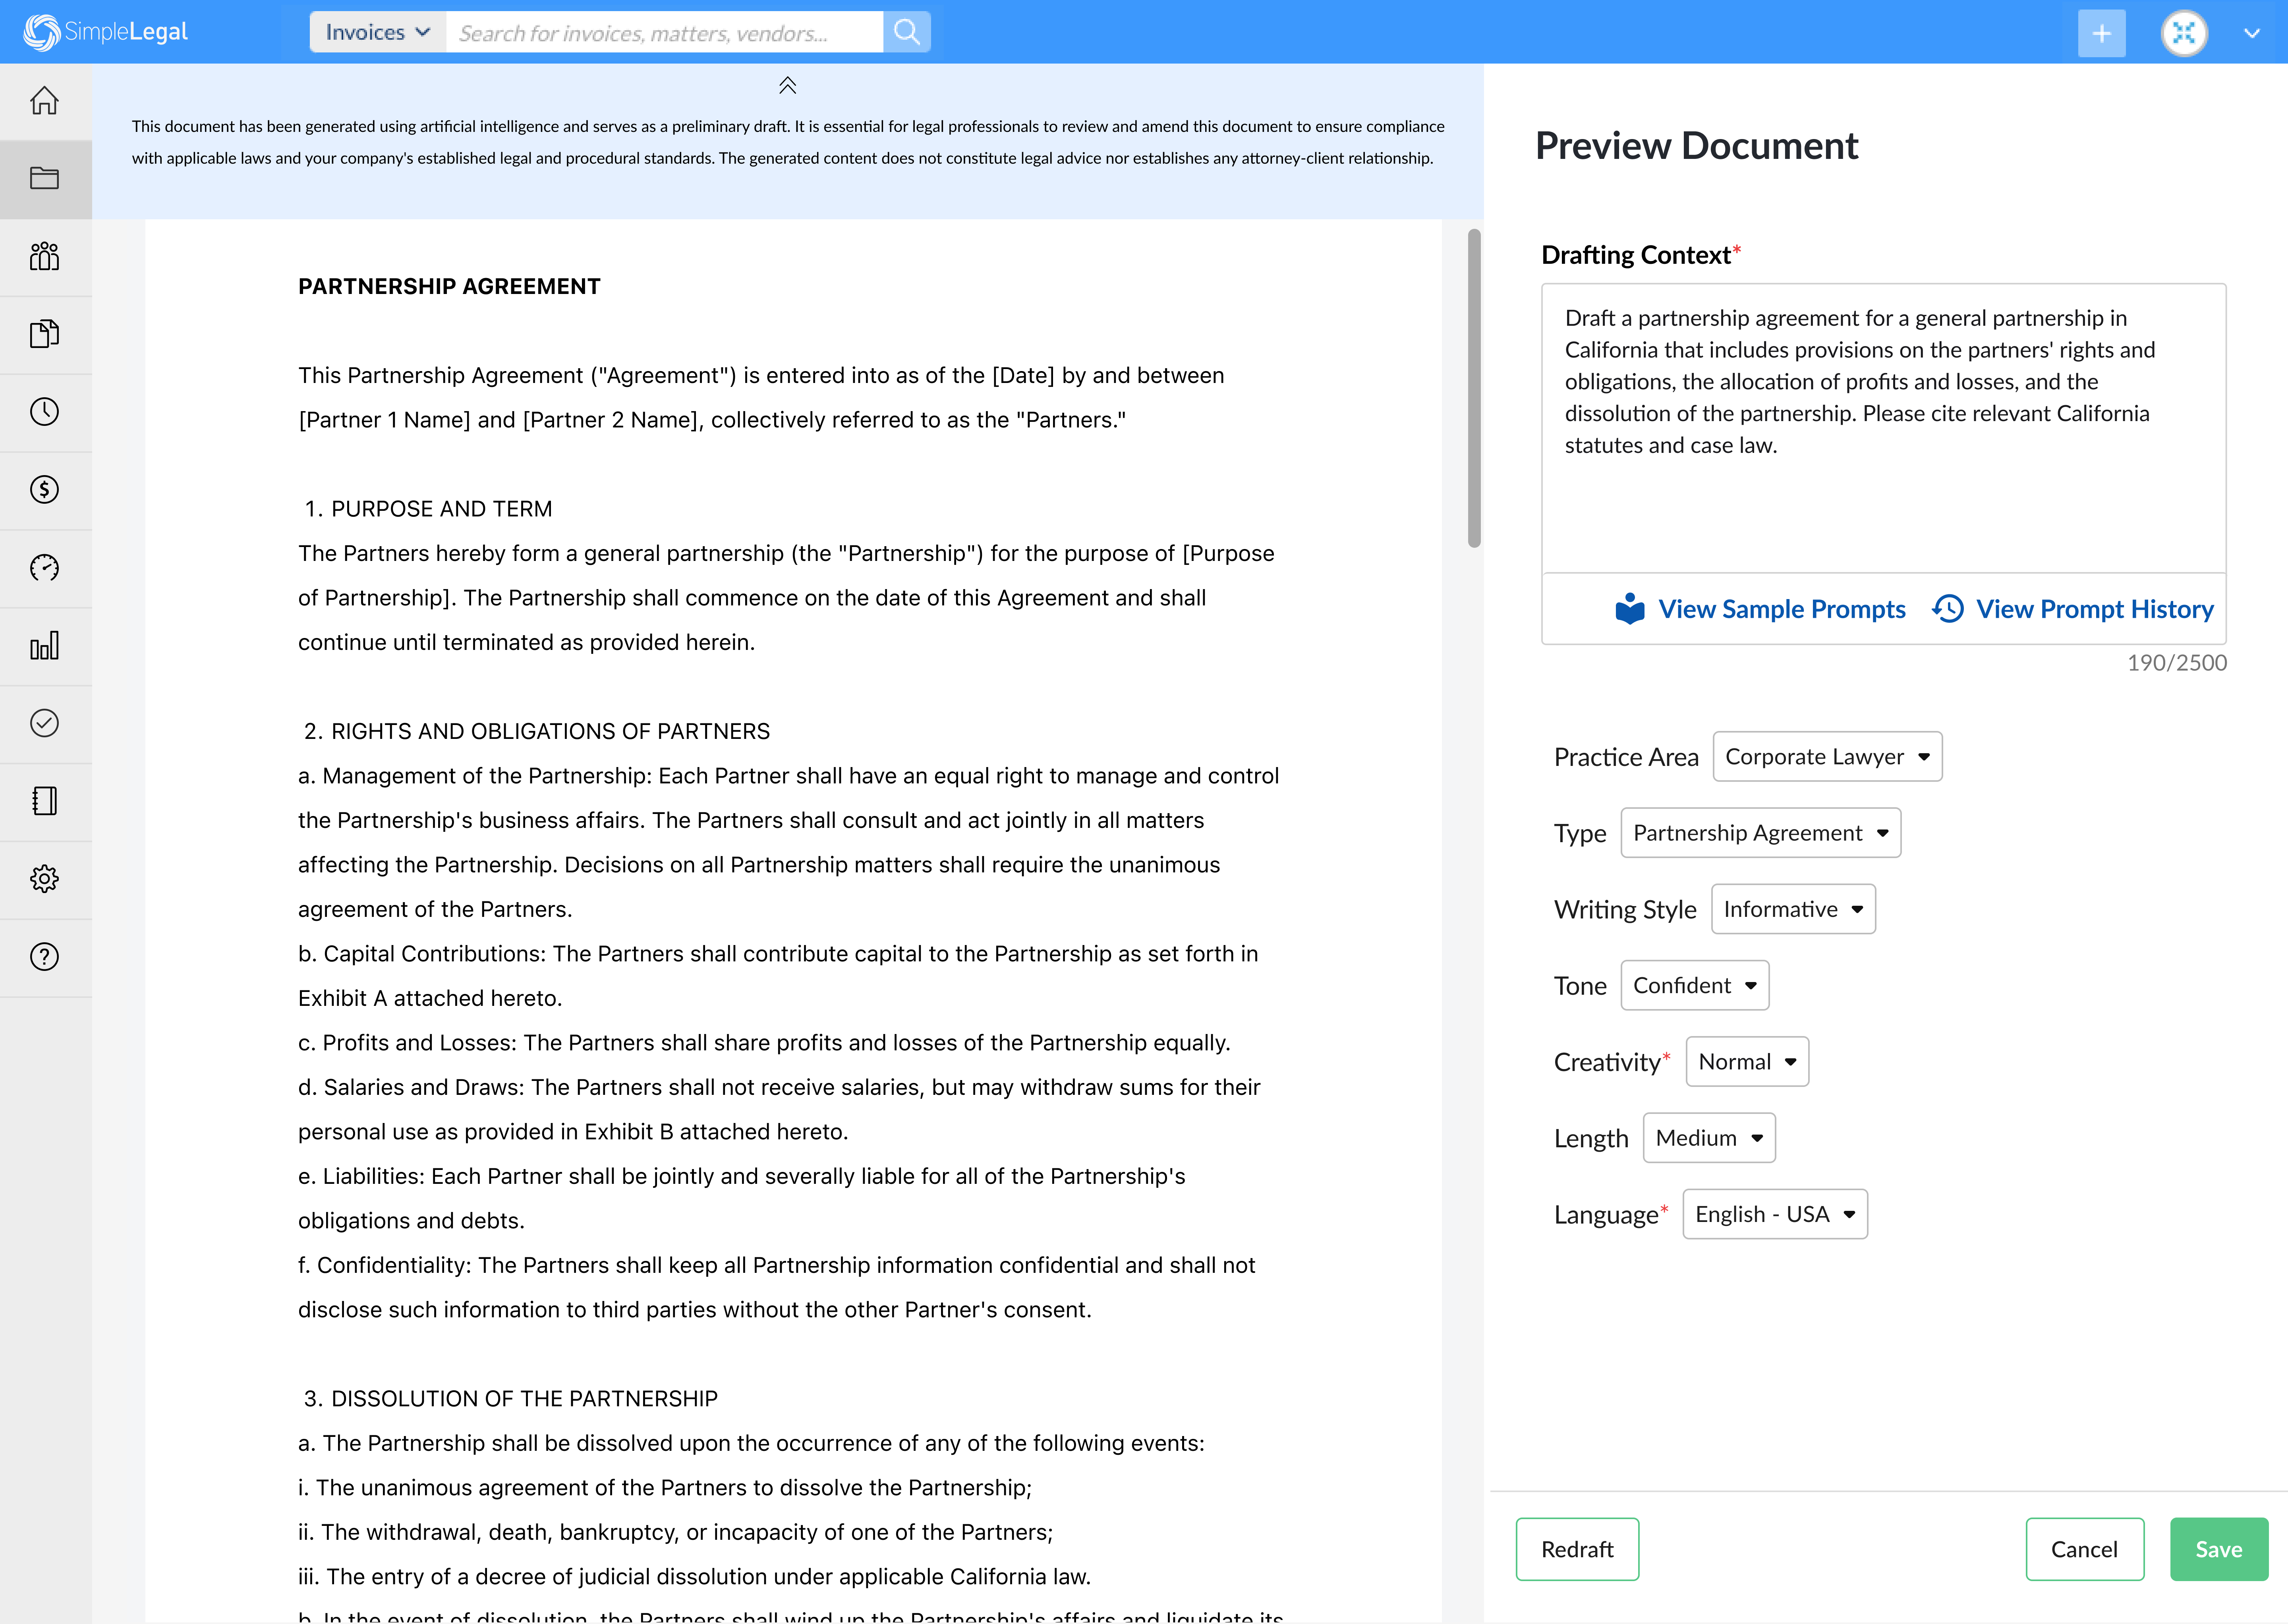 SimpleLegal
Invoices
Search for invoices, matters, vendors...
This document has been generated using artificial intelligence and serves as a preliminary draft. It is essential for legal professionals to review and amend this document to ensure compliance
with applicable laws and your company's established legal and procedural standards. The generated content does not constitute legal advice nor establishes any attorney-client relationship.
PARTNERSHIP AGREEMENT
This Partnership Agreement ("Agreement") is entered into as of the [Date] by and between
[Partner 1 Name] and [Partner 2 Name], collectively referred to as the "Partners."
1. PURPOSE AND TERM
The Partners hereby form a general partnership (the "Partnership") for the purpose of [Purpose
of Partnership]. The Partnership shall commence on the date of this Agreement and shall
continue until terminated as provided herein.
2. RIGHTS AND OBLIGATIONS OF PARTNERS
a. Management of the Partnership: Each Partner shall have an equal right to manage and control
the Partnership's business affairs. The Partners shall consult and act jointly in all matters
affecting the Partnership. Decisions on all Partnership matters shall require the unanimous
agreement of the Partners.
b. Capital Contributions: The Partners shall contribute capital to the Partnership as set forth in
Exhibit A attached hereto.
c. Profits and Losses: The Partners shall share profits and losses of the Partnership equally.
d. Salaries and Draws: The Partners shall not receive salaries, but may withdraw sums for their
personal use as provided in Exhibit B attached hereto.
e. Liabilities: Each Partner shall be jointly and severally liable for all of the Partnership's
obligations and debts.
f. Confidentiality: The Partners shall keep all Partnership information confidential and shall not
disclose such information to third parties without the other Partner's consent.
3. DISSOLUTION OF THE PARTNERSHIP
a. The Partnership shall be dissolved upon the occurrence of any of the following events:
i. The unanimous agreement of the Partners to dissolve the Partnership;
ii. The withdrawal, death, bankruptcy, or incapacity of one of the Partners;
iii. The entry of a decree of judicial dissolution under applicable California law.
b. In the event of dissolution, the Partners shall wind up the Partnership's affairs and liquidate its
Preview Document
Drafting Context*
Draft a partnership agreement for a general partnership in
California that includes provisions on the partners' rights and
obligations, the allocation of profits and losses, and the
dissolution of the partnership. Please cite relevant California
statutes and case law.
View Sample Prompts View Prompt History
190/2500
Practice Area Corporate Lawyer
Type Partnership Agreement
Writing Style Informative
Tone Confident
Creativity* Normal
Length Medium
Language* English - USA
Redraft Cancel Save